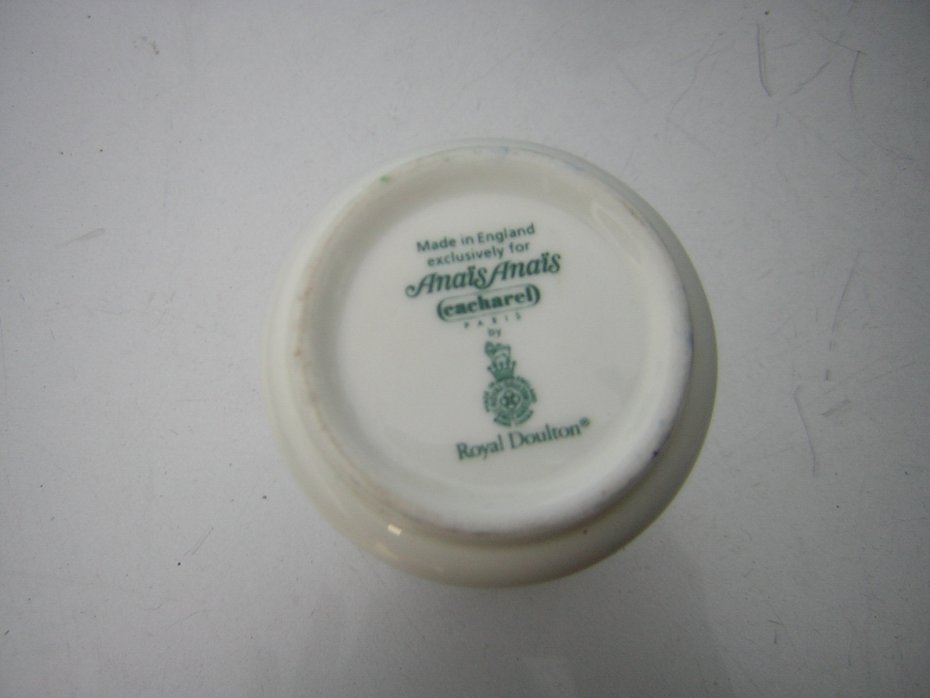 Made in England
exclusively for
Anaïs Anaïs
cacharel
PARIS
by
Royal Doulton®